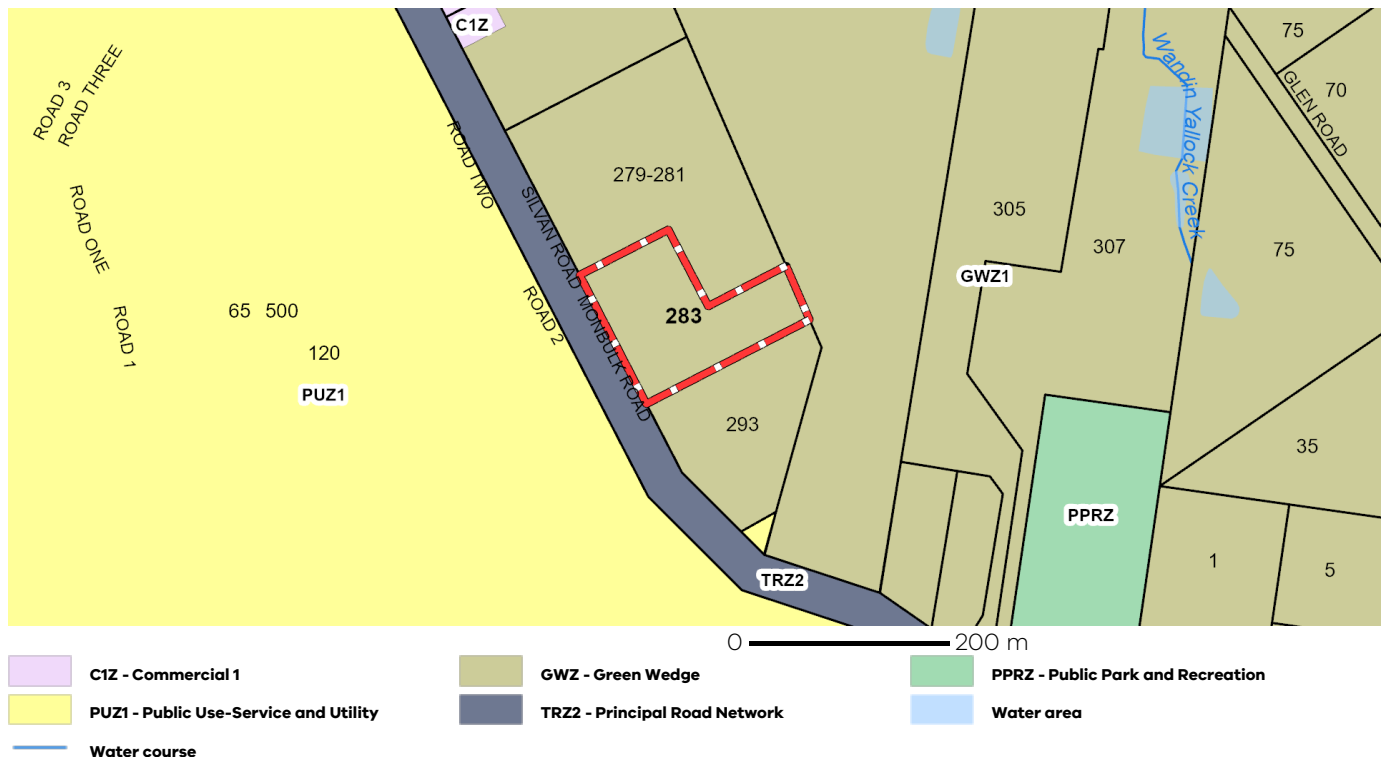 C1Z
75
70
GLEN ROAD
Wandin Yallock Creek
ROAD 3
ROAD THREE
ROAD TWO
279-281
SILVAN ROAD
305
307
75
ROAD ONE
GWZ1
65 500
ROAD 1
120
ROAD 2
MONBULK ROAD
283
PUZ1
293
35
PPRZ
1
5
TRZ2
0 200 m
C1Z - Commercial 1
GWZ - Green Wedge
PPRZ - Public Park and Recreation
PUZ1 - Public Use-Service and Utility
TRZ2 - Principal Road Network
Water area
Water course